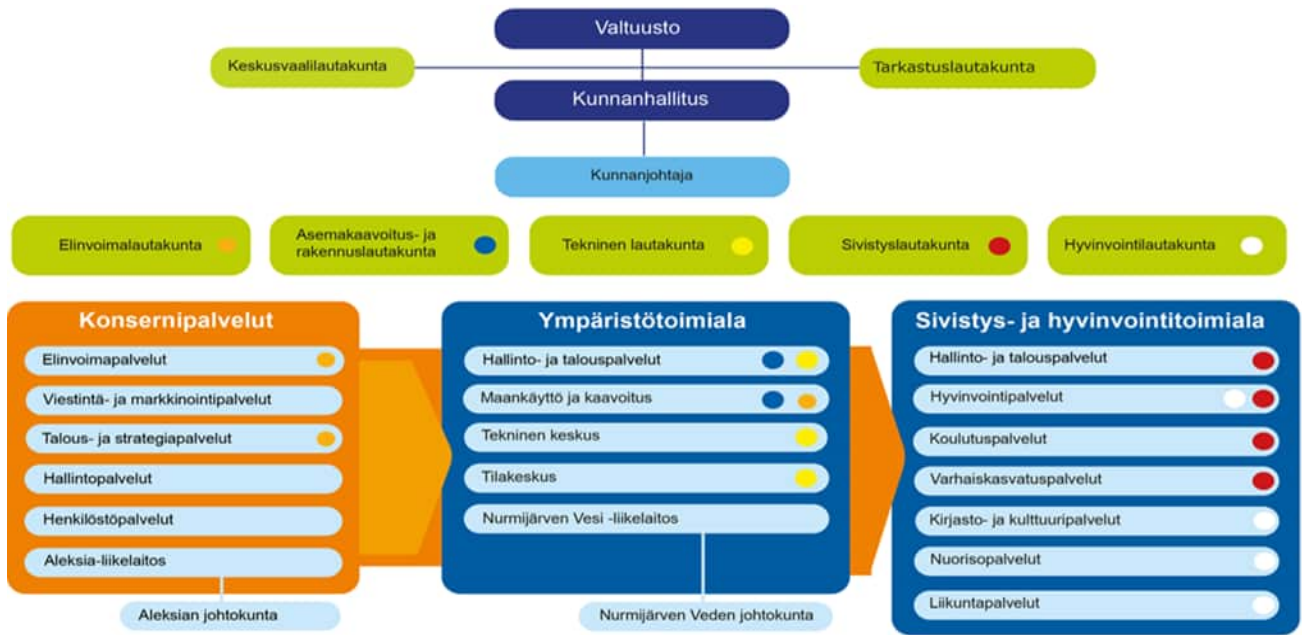 Valtuusto
Keskusvaalilautakunta
Tarkastuslautakunta
Kunnanhallitus
Kunnanjohtaja
Elinvoimalautakunta
Asemakaavoitus- ja
rakennuslautakunta
Tekninen lautakunta
Sivistyslautakunta
Hyvinvointilautakunta
Konsernipalvelut
Elinvoimapalvelut
Viestintä- ja markkinointipalvelut
Talous- ja strategiapalvelut
Hallintopalvelut
Henkilöstöpalvelut
Aleksia-liikelaitos
Aleksian johtokunta
Ympäristötoimiala
Hallinto- ja talouspalvelut
Maankäyttö ja kaavoitus
Tekninen keskus
Tilakeskus
Nurmijärven Vesi -liikelaitos
Nurmijärven Veden johtokunta
Sivistys- ja hyvinvointitoimiala
Hallinto- ja talouspalvelut
Hyvinvointipalvelut
Koulutuspalvelut
Varhaiskasvatuspalvelut
Kirjasto- ja kulttuuripalvelut
Nuorisopalvelut
Liikuntapalvelut